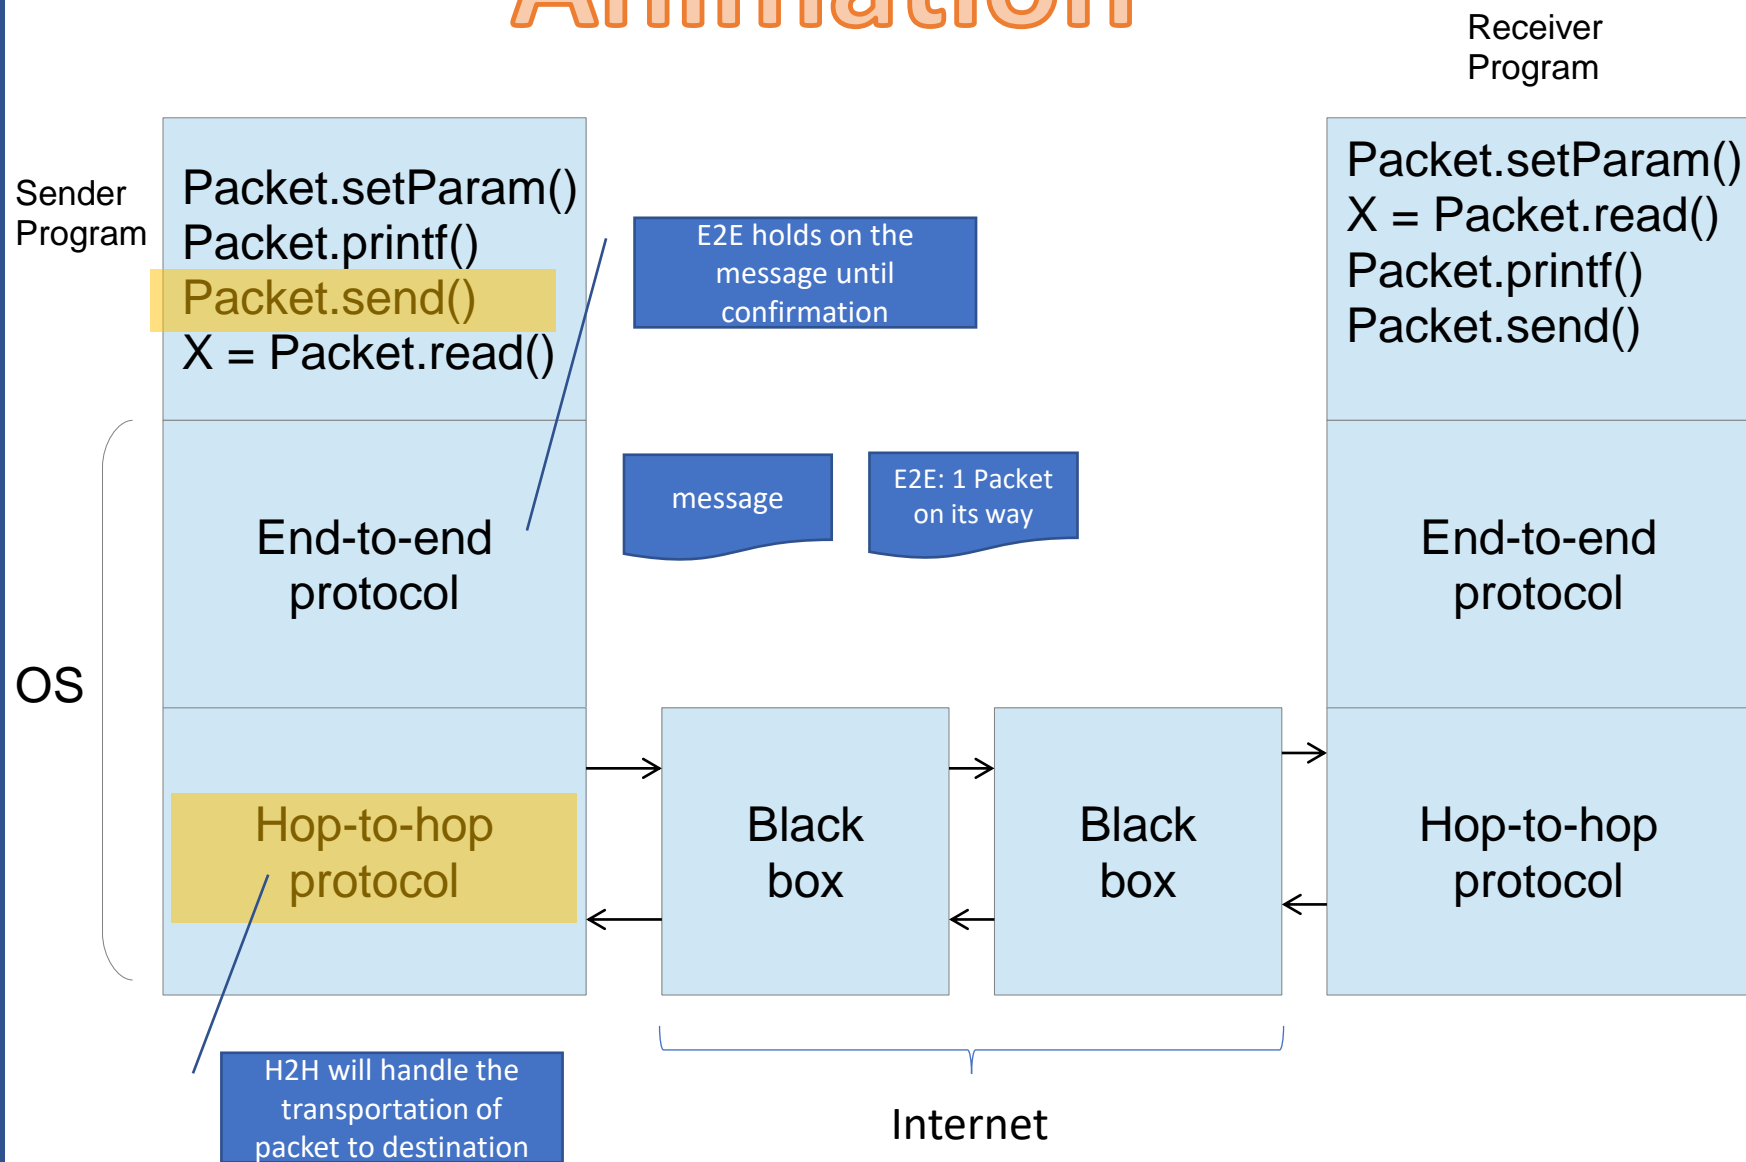 Animation
Receiver
Program
Sender
Program
Packet.setParam()
Packet.printf()
Packet.send()
X = Packet.read()
E2E holds on the
message until
confirmation
Packet.setParam()
X = Packet.read()
Packet.printf()
Packet.send()
End-to-end
protocol
message
E2E: 1 Packet
on its way
End-to-end
protocol
OS
Hop-to-hop
protocol
Black
box
Black
box
Hop-to-hop
protocol
H2H will handle the
transportation of
packet to destination
Internet